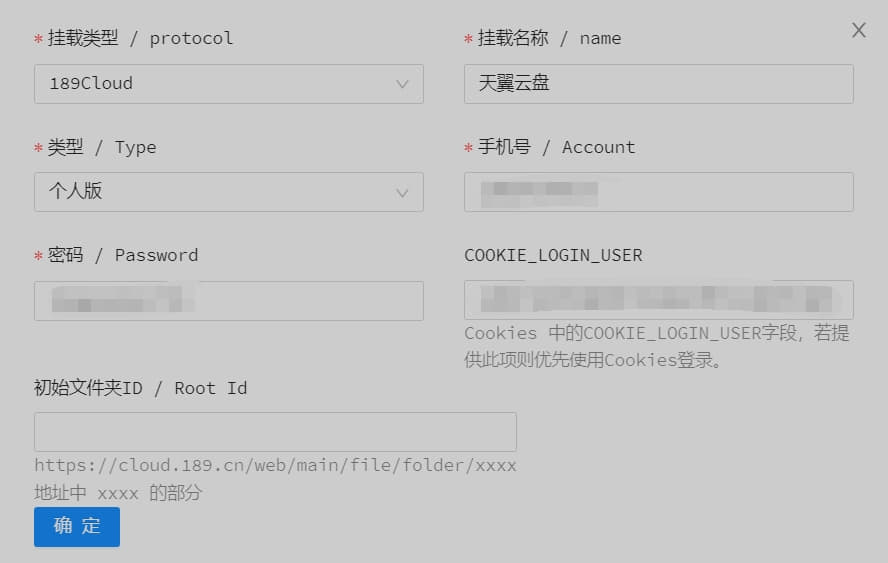 * 挂载类型 / protocol
* 挂载名称 / name
189Cloud
天翼云盘
* 类型 / Type
* 手机号 / Account
个人版
* 密码 / Password
COOKIE_LOGIN_USER
Cookies 中的COOKIE_LOGIN_USER字段，若提
供此项则优先使用Cookies登录。
初始文件夹ID / Root Id
https://cloud.189.cn/web/main/file/folder/xxxx
地址中 xxxx 的部分
确 定